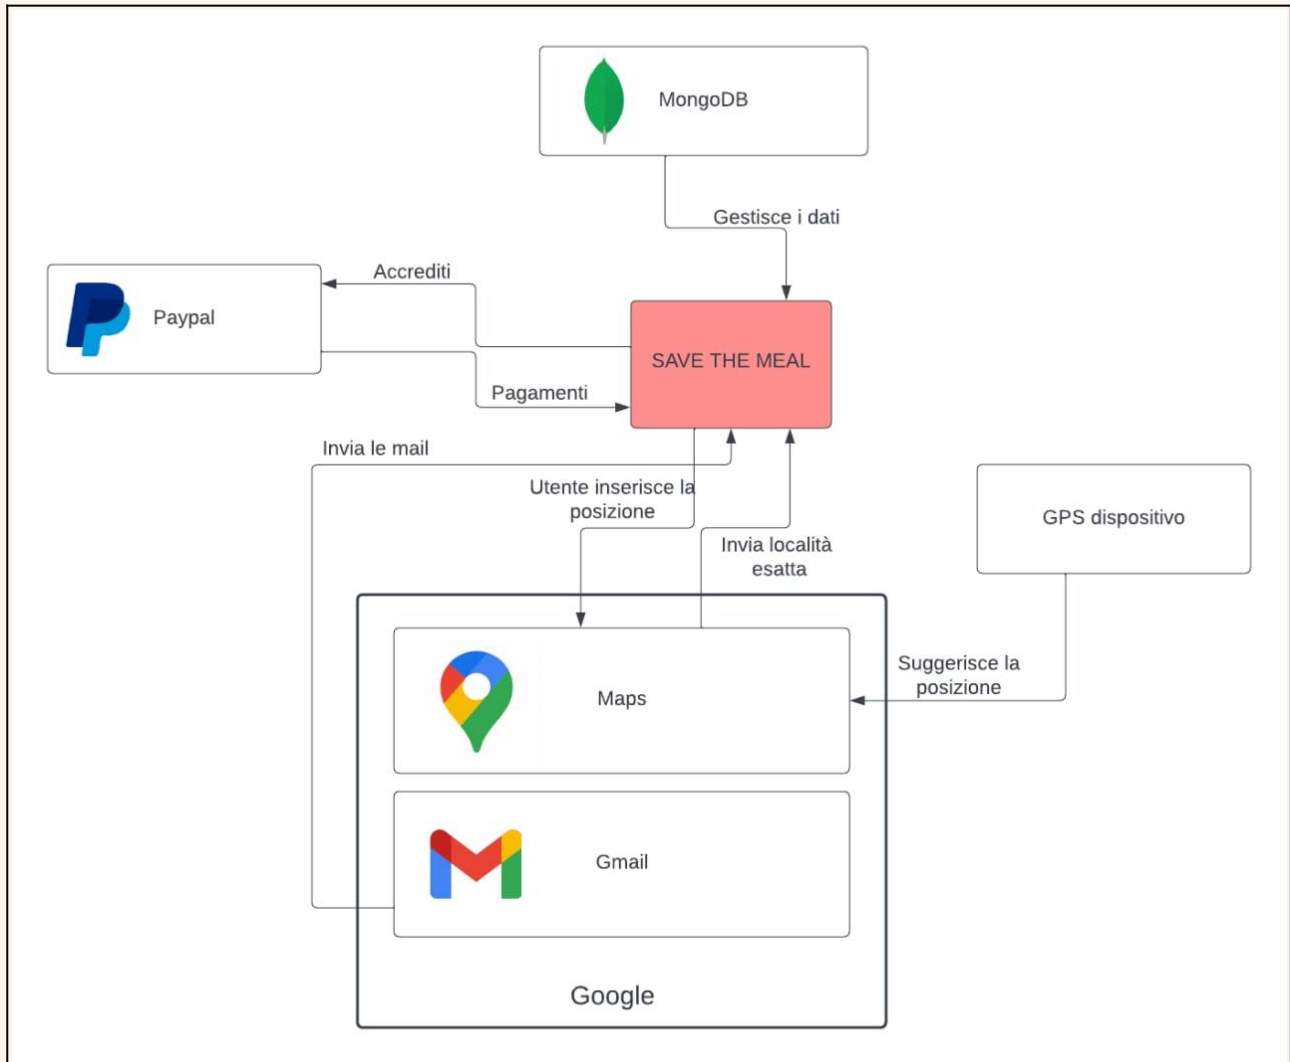 MongoDB
Gestisce i dati
Accrediti
Paypal
SAVE THE MEAL
Pagamenti
Invia le mail
Utente inserisce la
posizione
GPS dispositivo
Invia località
esatta
Suggerisce la
posizione
Maps
Gmail
Google